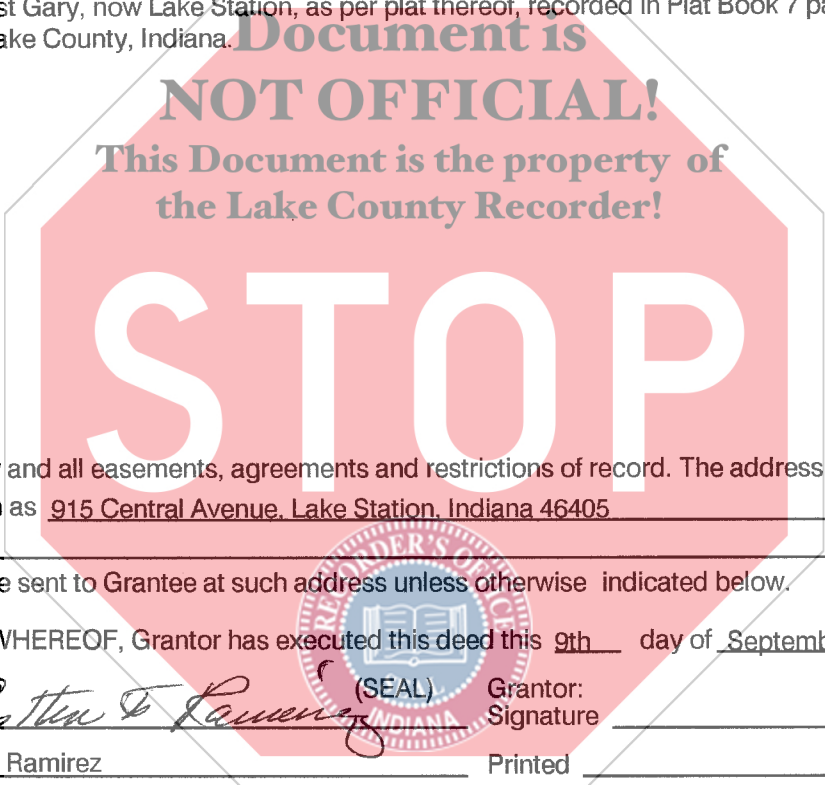 st Gary, now Lake Station, as per plat thereof, recorded in Plat Book 7 pa
ake County, Indiana.
Document is
NOT OFFICIAL!
This Document is the property of
the Lake County Recorder!
STOP
and all easements, agreements and restrictions of record. The address
as 915 Central Avenue, Lake Station, Indiana 46405
e sent to Grantee at such address unless otherwise indicated below.
WHEREOF, Grantor has executed this deed this 9th day of Septemb
RECORDER'S OFFICE
SEAL
INDIANA
(SEAL) Grantor:
Ramirez Signature
Ramirez Printed